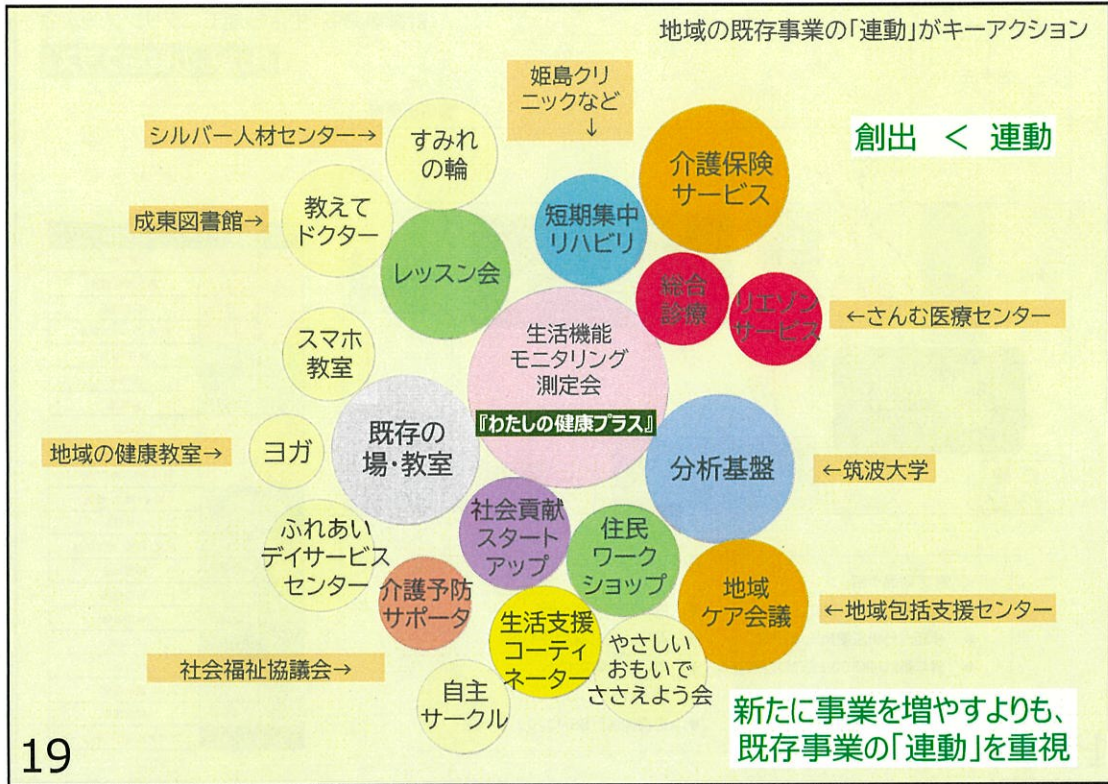 地域の既存事業の「連動」がキーアクション
姫島クリ
ニックなど
↓
シルバー人材センター→
すみれ
の輪
創出 < 連動
介護保険
サービス
教えて
ドクター
成東図書館→
短期集中
リハビリ
レッスン会
総合
診療
リエゾン
サービス
←さんむ医療センター
スマホ
教室
生活機能
モニタリング
測定会
『わたしの健康プラス』
既存の
場・教室
地域の健康教室→
ヨガ
分析基盤
←筑波大学
社会貢献
スタート
アップ
住民
ワーク
ショップ
ふれあい
デイサービス
センター
介護予防
サポータ
地域
ケア会議
←地域包括支援センター
生活支援
コーディ
ネーター
やさしい
おもいで
ささえよう会
社会福祉協議会→
自主
サークル
新たに事業を増やすよりも、
既存事業の「連動」を重視
19